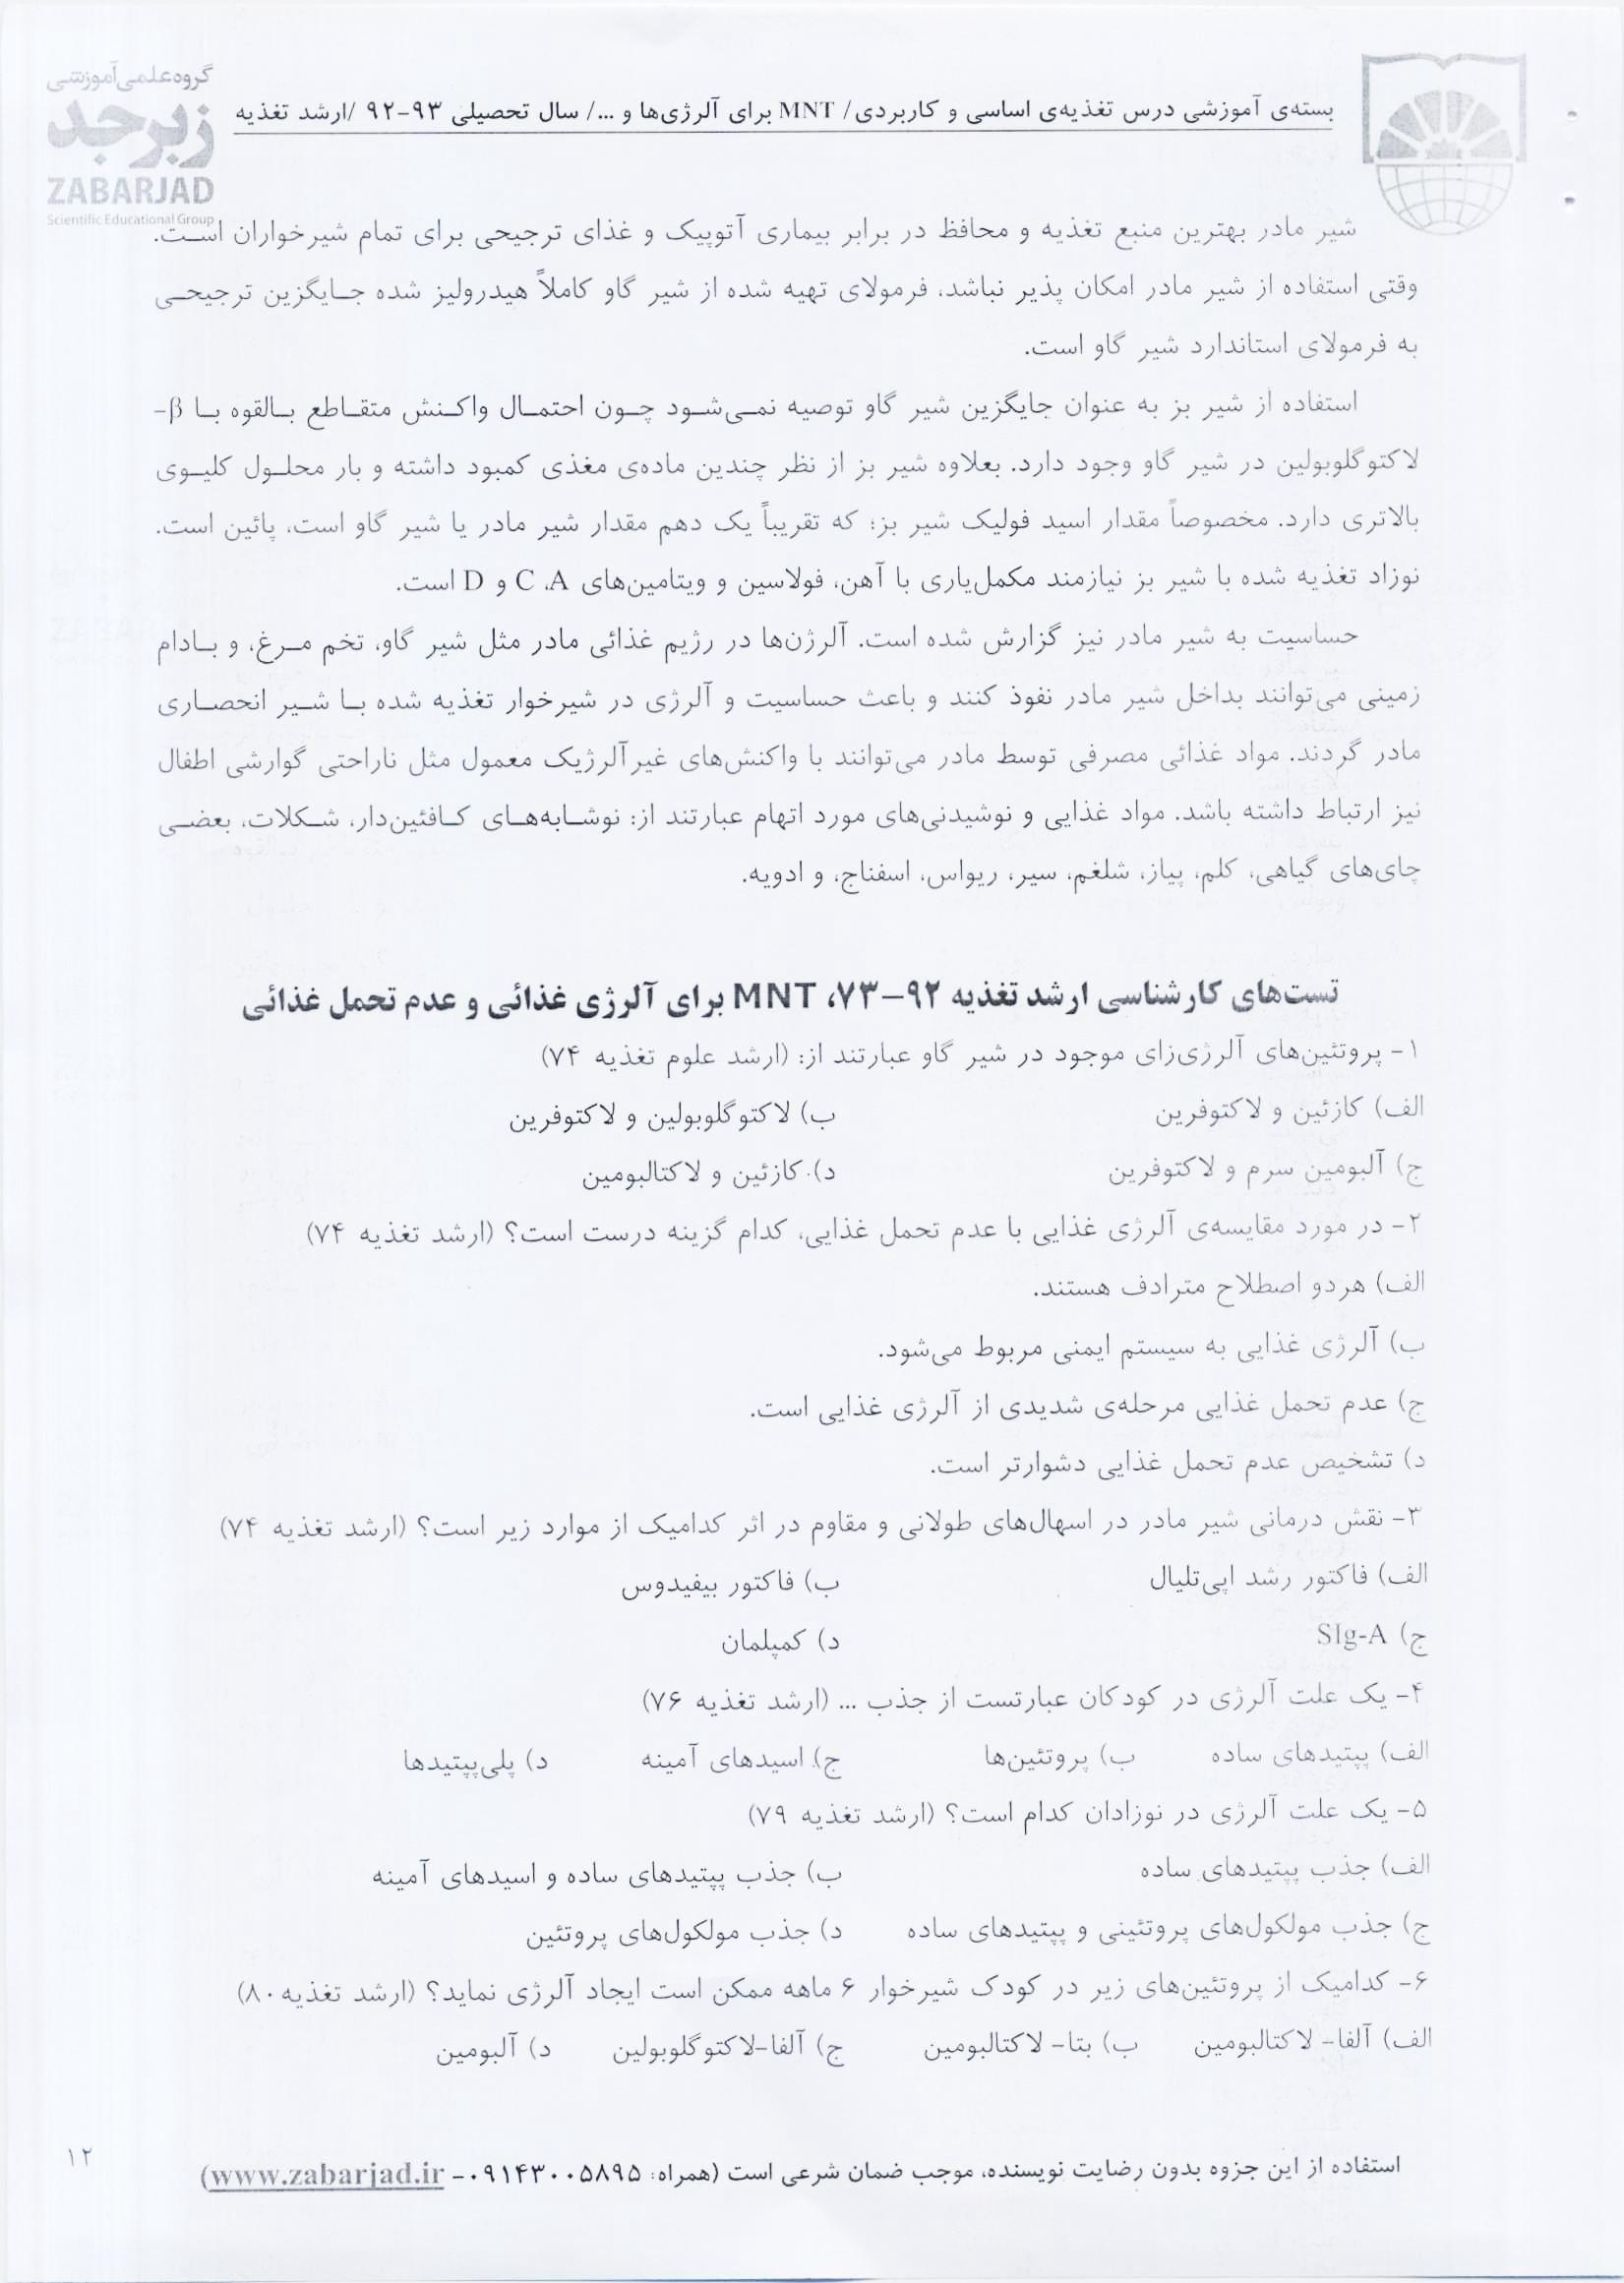 گروه علمی آموزشی
زبرجد
ZABARJAD
Scientific Educational Group
بسته‌ی آموزشی درس تغذیه‌ی اساسی و کاربردی/ MNT برای آلرژی‌ها و .../ سال تحصیلی ۹۳-۹۲ /ارشد تغذیه
شیر مادر بهترین منبع تغذیه و محافظ در برابر بیماری آتوپیک و غذای ترجیحی برای تمام شیرخواران است.
وقتی استفاده از شیر مادر امکان پذیر نباشد، فرمولای تهیه شده از شیر گاو کاملاً هیدرولیز شده جایگزین ترجیحی
به فرمولای استاندارد شیر گاو است.
استفاده از شیر بز به عنوان جایگزین شیر گاو توصیه نمی‌شود چون احتمال واکنش متقاطع بالقوه با β-
لاکتوگلوبولین در شیر گاو وجود دارد. بعلاوه شیر بز از نظر چندین ماده‌ی مغذی کمبود داشته و بار محلول کلیوی
بالاتری دارد. مخصوصاً مقدار اسید فولیک شیر بز؛ که تقریباً یک دهم مقدار شیر مادر یا شیر گاو است، پائین است.
نوزاد تغذیه شده با شیر بز نیازمند مکمل‌یاری با آهن، فولاسین و ویتامین‌های A، C و D است.
حساسیت به شیر مادر نیز گزارش شده است. آلرژن‌ها در رژیم غذائی مادر مثل شیر گاو، تخم مرغ، و بادام
زمینی می‌توانند بداخل شیر مادر نفوذ کنند و باعث حساسیت و آلرژی در شیرخوار تغذیه شده با شیر انحصاری
مادر گردند. مواد غذائی مصرفی توسط مادر می‌توانند با واکنش‌های غیرآلرژیک معمول مثل ناراحتی گوارشی اطفال
نیز ارتباط داشته باشد. مواد غذایی و نوشیدنی‌های مورد اتهام عبارتند از: نوشابه‌های کافئین‌دار، شکلات، بعضی
چای‌های گیاهی، کلم، پیاز، شلغم، سیر، ریواس، اسفناج، و ادویه.
تست‌های کارشناسی ارشد تغذیه ۹۲-۷۳، MNT برای آلرژی غذائی و عدم تحمل غذائی
۱- پروتئین‌های آلرژی‌زای موجود در شیر گاو عبارتند از: (ارشد علوم تغذیه ۷۴)
الف) کازئین و لاکتوفرین ب) لاکتوگلوبولین و لاکتوفرین
ج) آلبومین سرم و لاکتوفرین د) کازئین و لاکتالبومین
۲- در مورد مقایسه‌ی آلرژی غذایی با عدم تحمل غذایی، کدام گزینه درست است؟ (ارشد تغذیه ۷۴)
الف) هردو اصطلاح مترادف هستند.
ب) آلرژی غذایی به سیستم ایمنی مربوط می‌شود.
ج) عدم تحمل غذایی مرحله‌ی شدیدی از آلرژی غذایی است.
د) تشخیص عدم تحمل غذایی دشوارتر است.
۳- نقش درمانی شیر مادر در اسهال‌های طولانی و مقاوم در اثر کدامیک از موارد زیر است؟ (ارشد تغذیه ۷۴)
الف) فاکتور رشد اپی‌تلیال ب) فاکتور بیفیدوس
ج) SIg-A د) کمپلمان
۴- یک علت آلرژی در کودکان عبارتست از جذب ... (ارشد تغذیه ۷۶)
الف) پپتیدهای ساده ب) پروتئین‌ها ج) اسیدهای آمینه د) پلی‌پپتیدها
۵- یک علت آلرژی در نوزادان کدام است؟ (ارشد تغذیه ۷۹)
الف) جذب پپتیدهای ساده ب) جذب پپتیدهای ساده و اسیدهای آمینه
ج) جذب مولکول‌های پروتئینی و پپتیدهای ساده د) جذب مولکول‌های پروتئین
۶- کدامیک از پروتئین‌های زیر در کودک شیرخوار ۶ ماهه ممکن است ایجاد آلرژی نماید؟ (ارشد تغذیه ۸۰)
الف) آلفا- لاکتالبومین ب) بتا- لاکتالبومین ج) آلفا-لاکتوگلوبولین د) آلبومین
استفاده از این جزوه بدون رضایت نویسنده، موجب ضمان شرعی است (همراه: ۰۹۱۴۳۰۰۵۸۹۵- www.zabarjad.ir)
۱۲